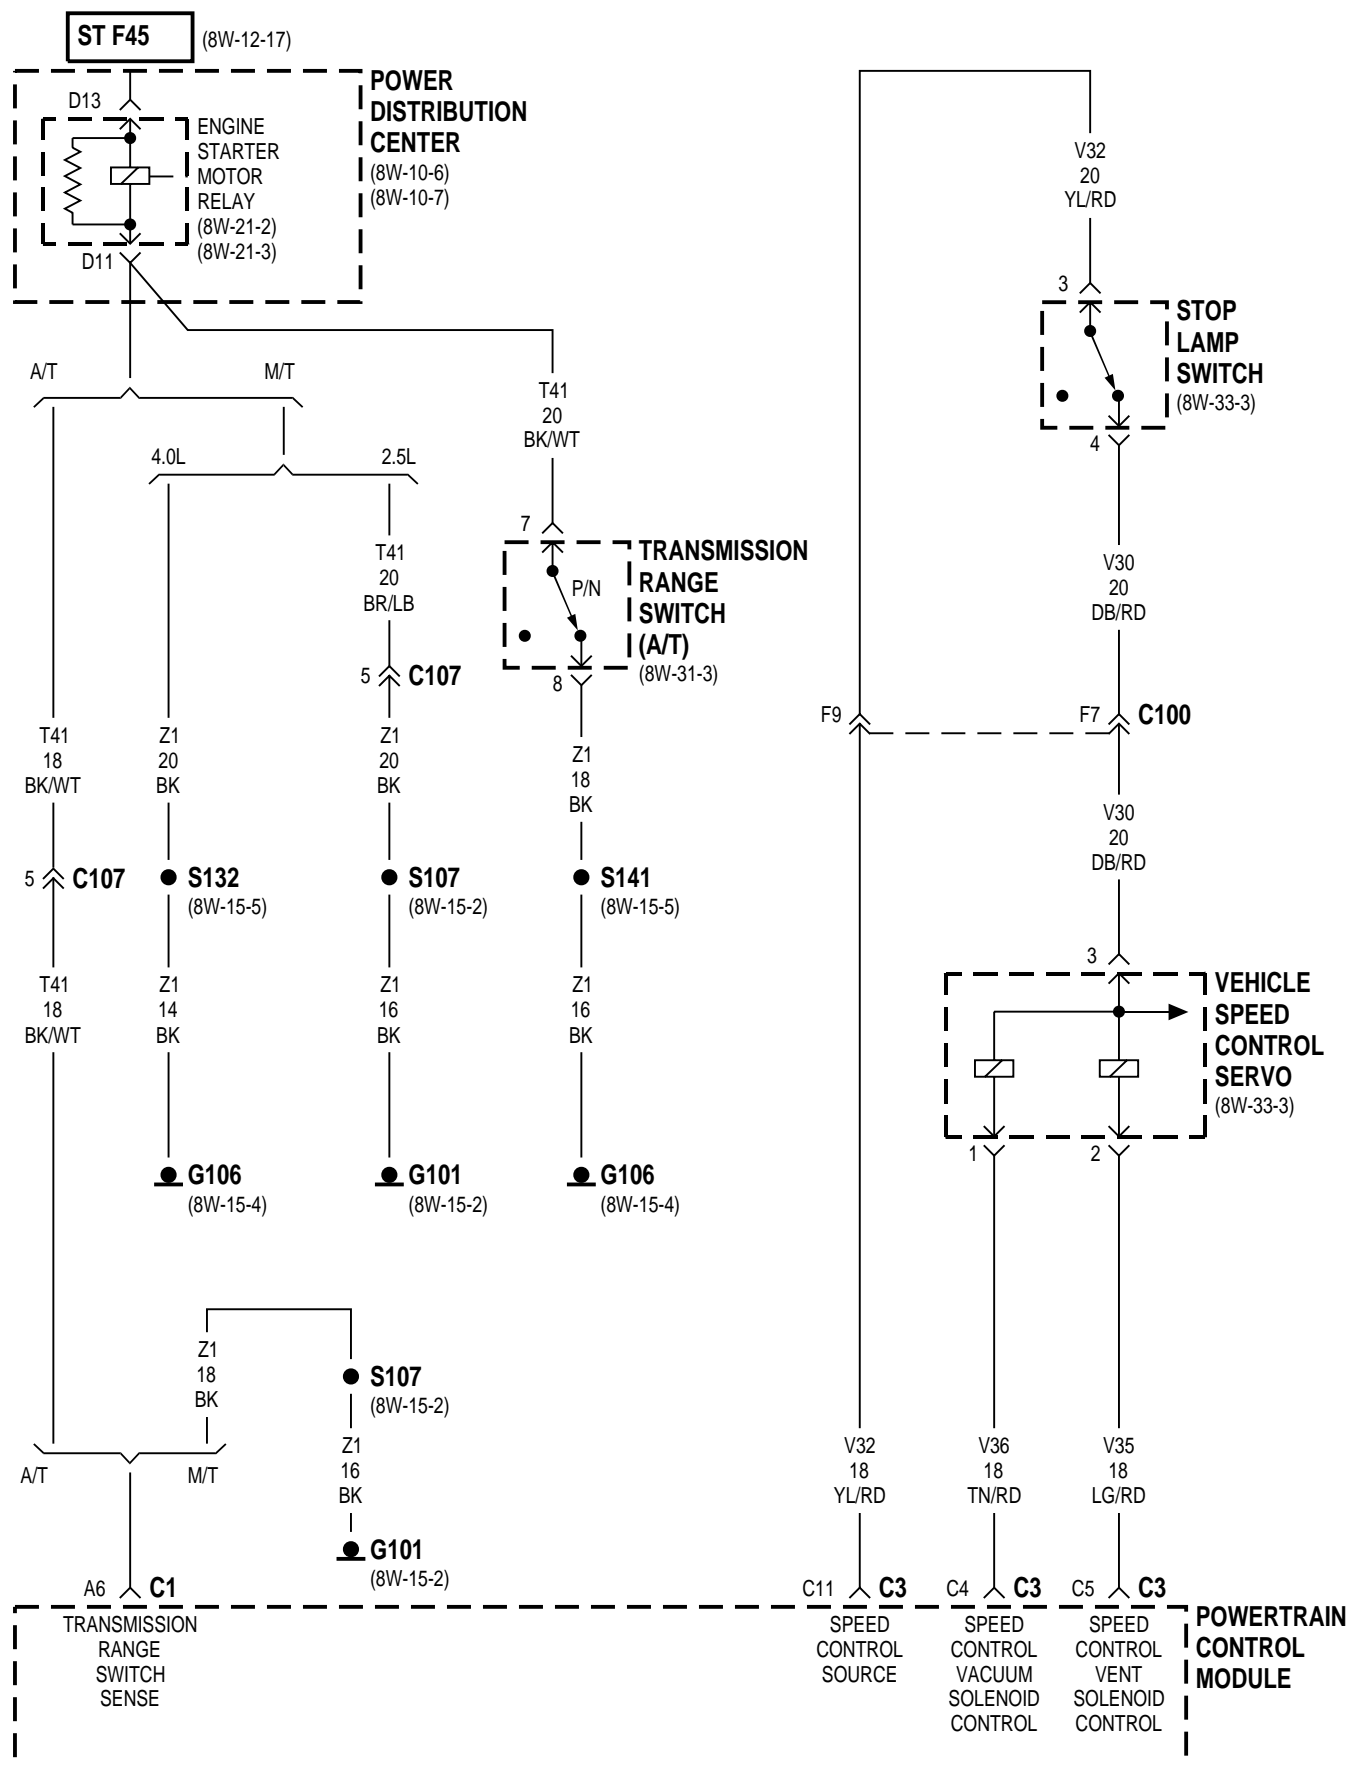 ST F45
(8W-12-17)
POWER
DISTRIBUTION
CENTER
(8W-10-6)
(8W-10-7)
D13
ENGINE
STARTER
MOTOR
RELAY
(8W-21-2)
(8W-21-3)
D11
A/T
M/T
4.0L
2.5L
T41
20
BK/WT
T41
20
BR/LB
5
C107
7
TRANSMISSION
RANGE
SWITCH
(A/T)
(8W-31-3)
P/N
8
T41
18
BK/WT
Z1
20
BK
Z1
20
BK
Z1
18
BK
5
C107
S132
(8W-15-5)
S107
(8W-15-2)
S141
(8W-15-5)
T41
18
BK/WT
Z1
14
BK
Z1
16
BK
Z1
16
BK
G106
(8W-15-4)
G101
(8W-15-2)
G106
(8W-15-4)
Z1
18
BK
S107
(8W-15-2)
Z1
16
BK
G101
(8W-15-2)
A/T
M/T
A6
C1
TRANSMISSION
RANGE
SWITCH
SENSE
V32
20
YL/RD
3
STOP
LAMP
SWITCH
(8W-33-3)
4
V30
20
DB/RD
F9
F7
C100
V30
20
DB/RD
3
VEHICLE
SPEED
CONTROL
SERVO
(8W-33-3)
1
2
V32
18
YL/RD
V36
18
TN/RD
V35
18
LG/RD
C11
C3
C4
C3
C5
C3
SPEED
CONTROL
SOURCE
SPEED
CONTROL
VACUUM
SOLENOID
CONTROL
SPEED
CONTROL
VENT
SOLENOID
CONTROL
POWERTRAIN
CONTROL
MODULE